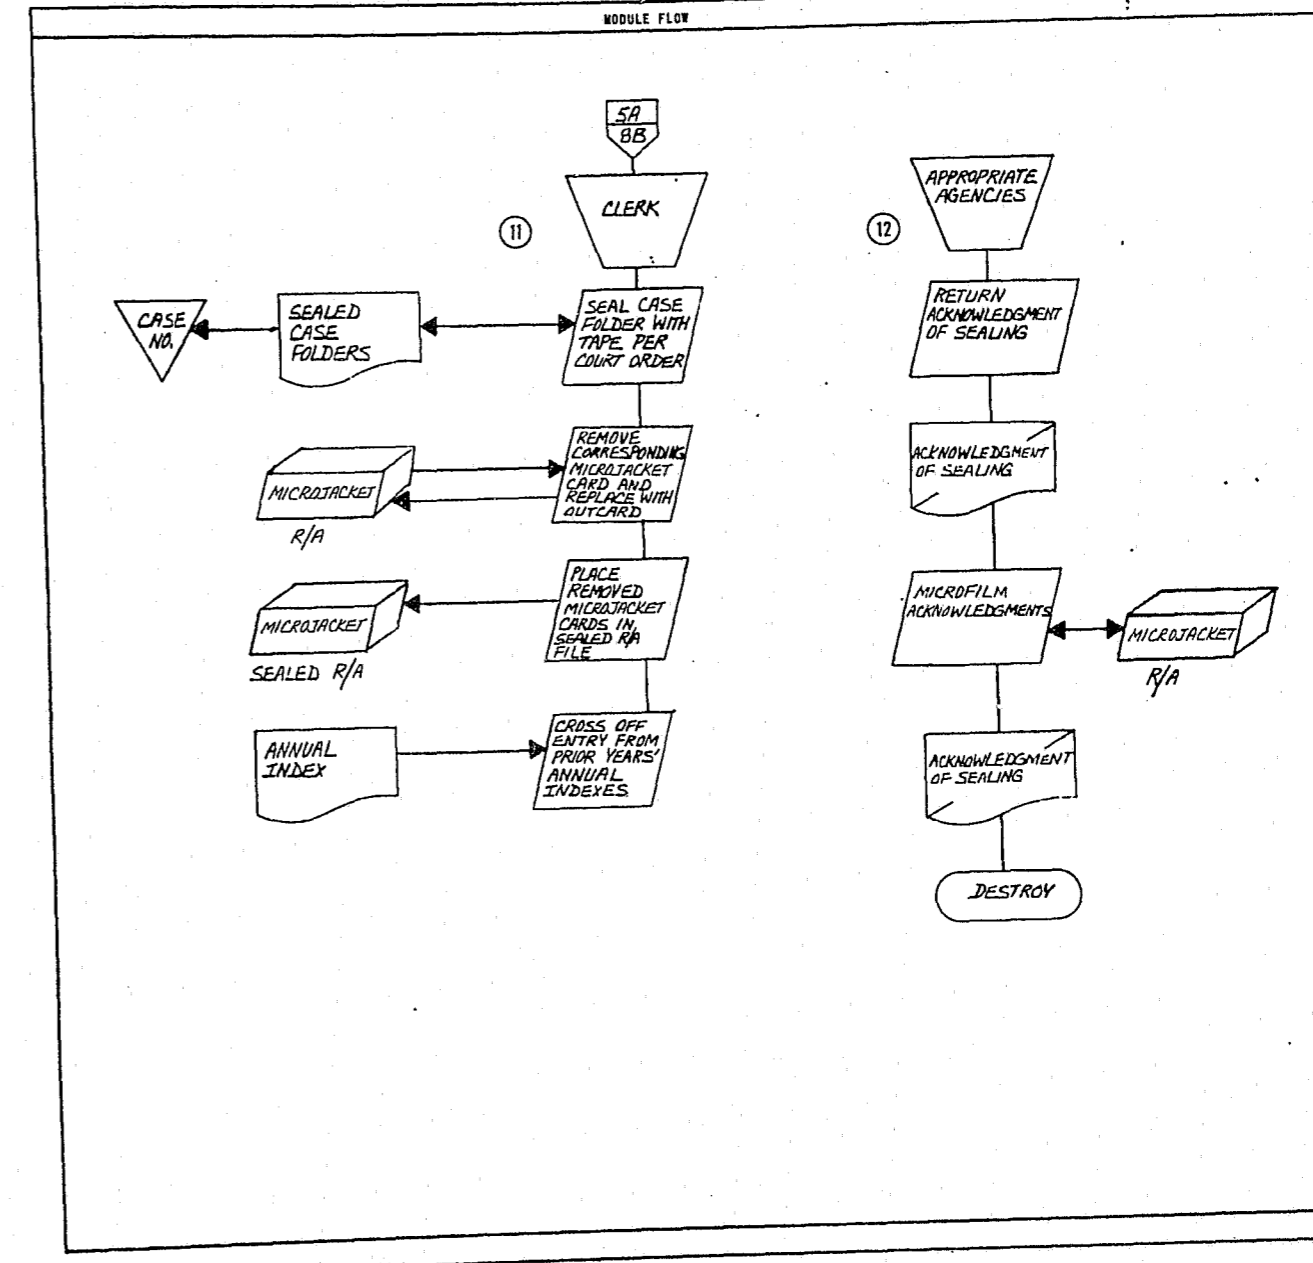 MODULE FLOW
5A
8B
CLERK
11
SEAL CASE
FOLDER WITH
TAPE PER
COURT ORDER
SEALED
CASE
FOLDERS
CASE
NO.
REMOVE
CORRESPONDING
MICROJACKET
CARD AND
REPLACE WITH
OUTCARD
MICROJACKET
R/A
PLACE
REMOVED
MICROJACKET
CARDS IN
SEALED R/A
FILE
MICROJACKET
SEALED R/A
CROSS OFF
ENTRY FROM
PRIOR YEARS'
ANNUAL
INDEXES
ANNUAL
INDEX
APPROPRIATE
AGENCIES
12
RETURN
ACKNOWLEDGMENT
OF SEALING
ACKNOWLEDGMENT
OF SEALING
MICROFILM
ACKNOWLEDGMENTS
MICROJACKET
R/A
ACKNOWLEDGMENT
OF SEALING
DESTROY